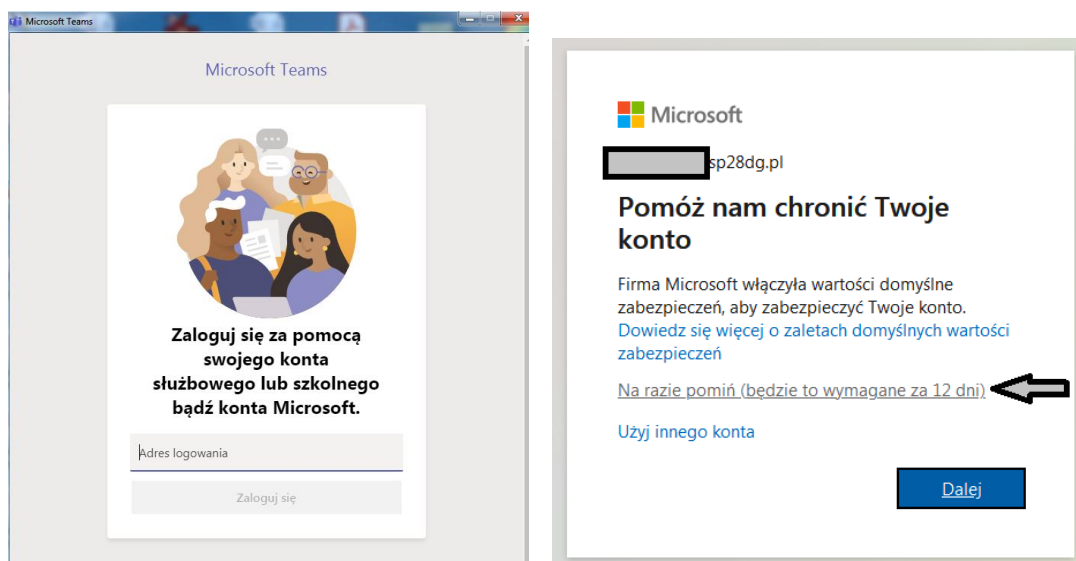 Microsoft Teams
Microsoft Teams
Zaloguj się za pomocą
swojego konta
służbowego lub szkolnego
bądź konta Microsoft.
Adres logowania
Zaloguj się
Microsoft
sp28dg.pl
Pomóż nam chronić Twoje
konto
Firma Microsoft włączyła wartości domyślne
zabezpieczeń, aby zabezpieczyć Twoje konto.
Dowiedz się więcej o zaletach domyślnych wartości
zabezpieczeń
Na razie pomiń (będzie to wymagane za 12 dni)
Użyj innego konta
Dalej